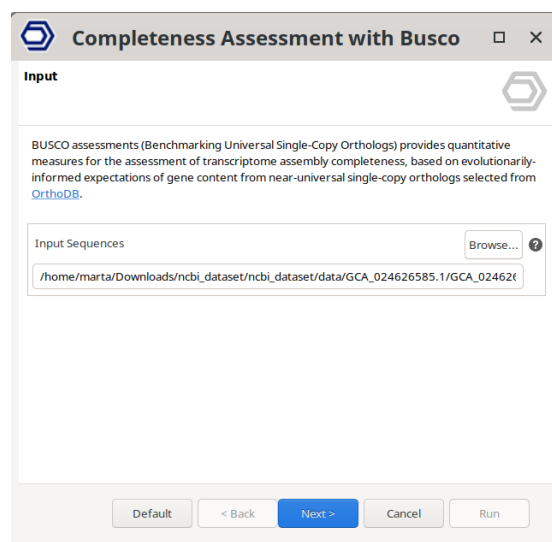 Completeness Assessment with Busco
Input
BUSCO assessments (Benchmarking Universal Single-Copy Orthologs) provides quantitative
measures for the assessment of transcriptome assembly completeness, based on evolutionarily-
informed expectations of gene content from near-universal single-copy orthologs selected from
OrthoDB.
Input Sequences
Browse...
/home/marta/Downloads/ncbi_dataset/ncbi_dataset/data/GCA_024626585.1/GCA_024626
Default
< Back
Next >
Cancel
Run